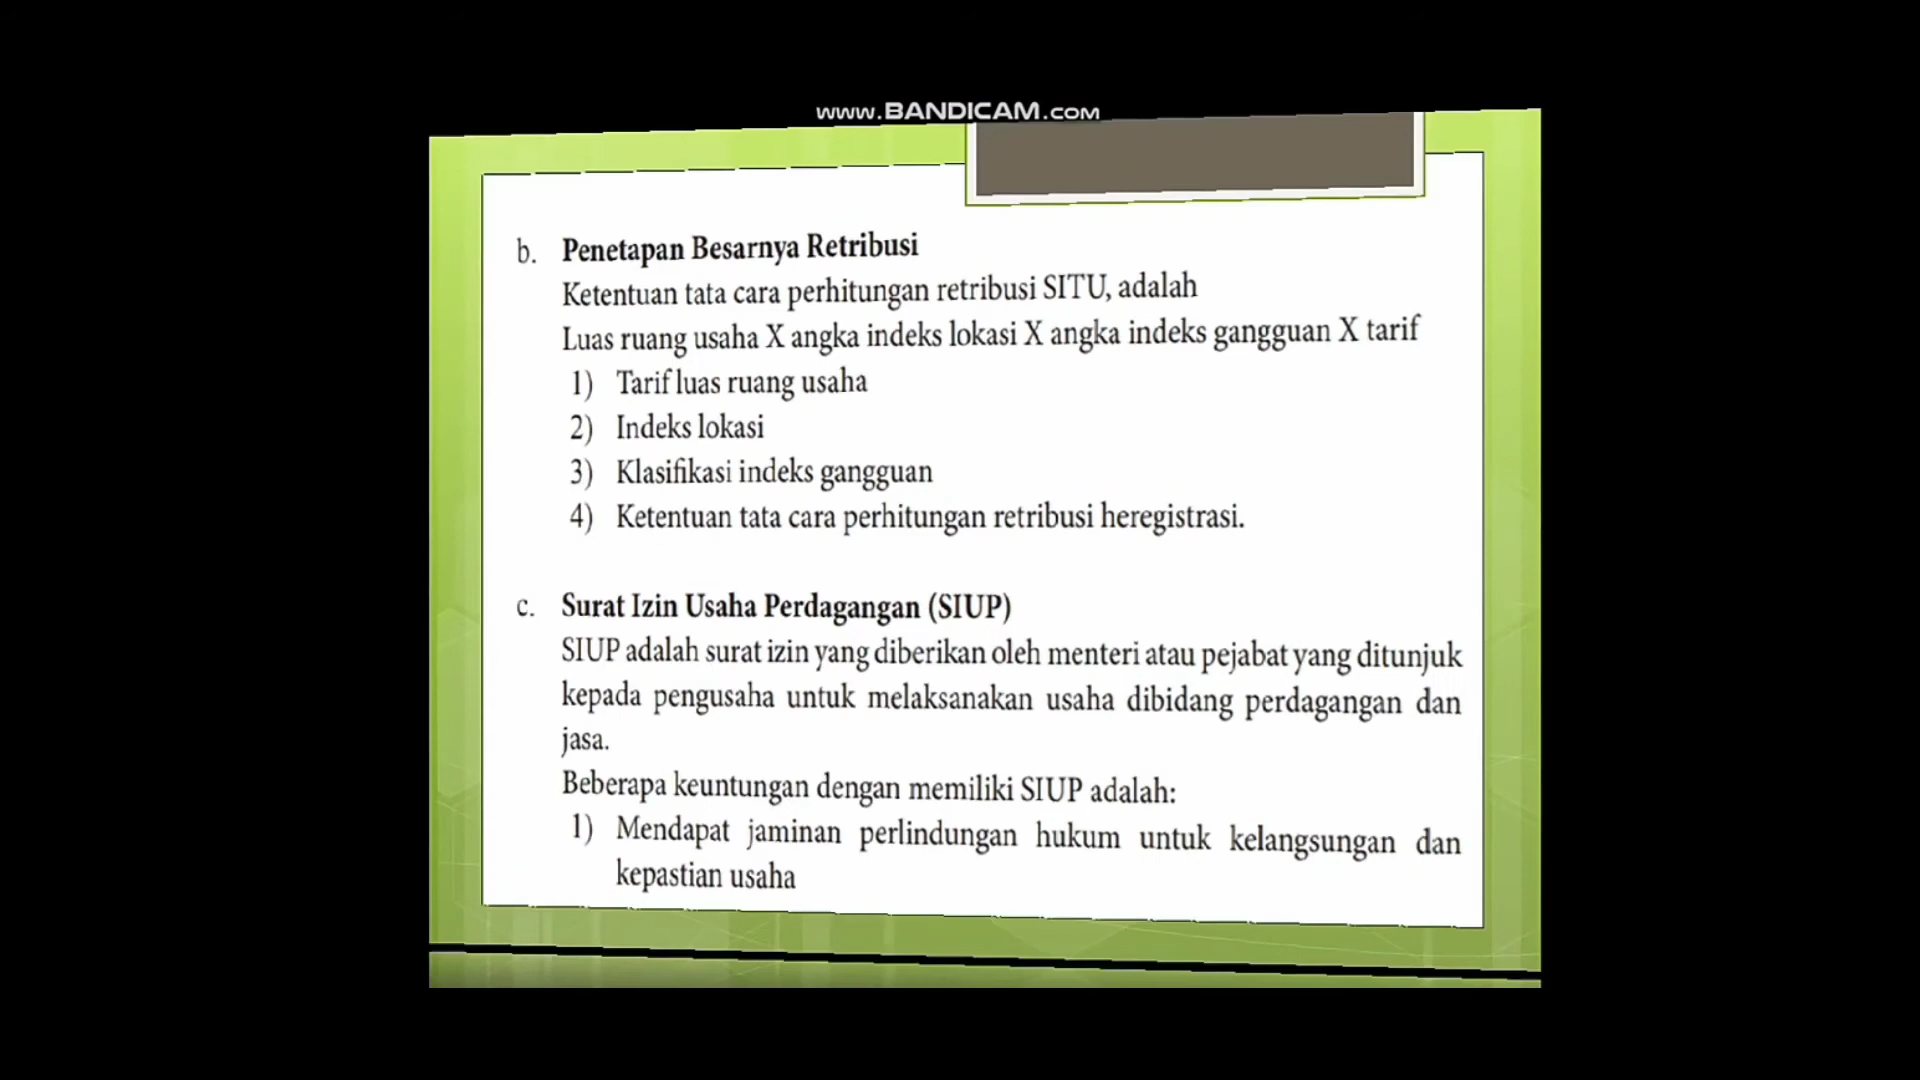 www.BANDICAM.com
b. Penetapan Besarnya Retribusi
Ketentuan tata cara perhitungan retribusi SITU, adalah
Luas ruang usaha X angka indeks lokasi X angka indeks gangguan X tarif
1) Tarif luas ruang usaha
2) Indeks lokasi
3) Klasifikasi indeks gangguan
4) Ketentuan tata cara perhitungan retribusi heregistrasi.
c. Surat Izin Usaha Perdagangan (SIUP)
SIUP adalah surat izin yang diberikan oleh menteri atau pejabat yang ditunjuk
kepada pengusaha untuk melaksanakan usaha dibidang perdagangan dan
jasa.
Beberapa keuntungan dengan memiliki SIUP adalah:
1) Mendapat jaminan perlindungan hukum untuk kelangsungan dan
kepastian usaha